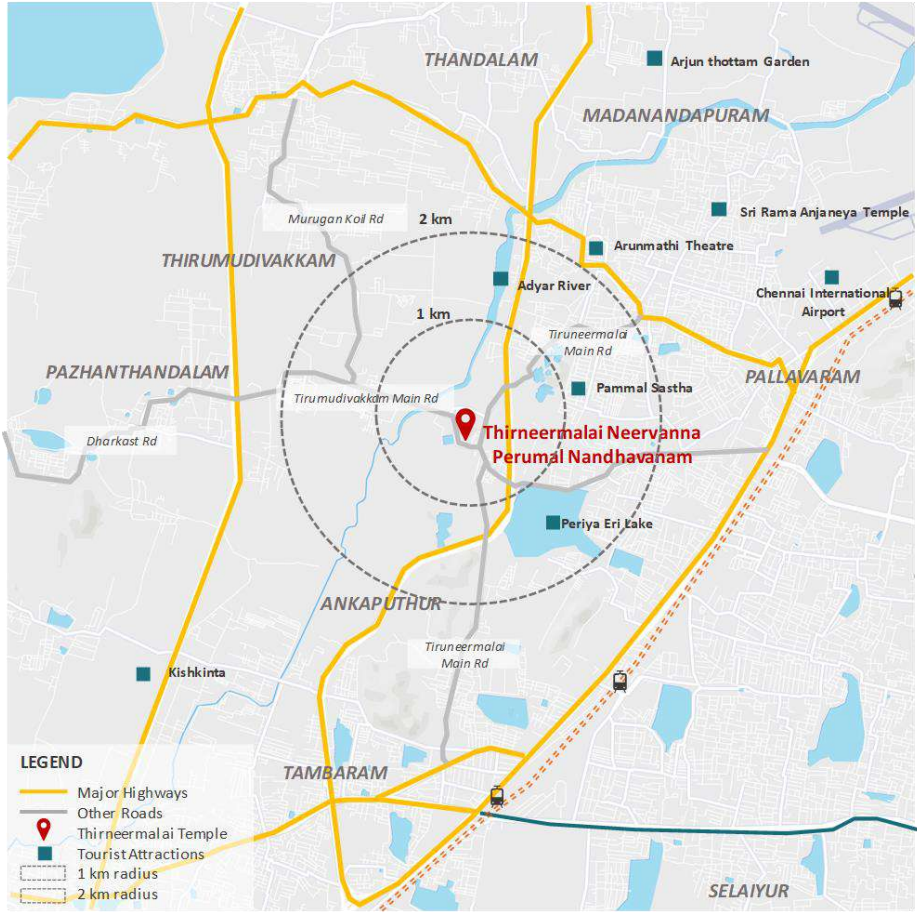 THANDALAM
Arjun thottam Garden
MADANANDAPURAM
Murugan Koil Rd
2 km
Sri Rama Anjaneya Temple
Arunmathi Theatre
THIRUMUDIVAKKAM
Adyar River
Chennai International
Airport
1 km
Tiruneermalai
Main Rd
PAZHANTHANDALAM
PALLAVARAM
Pammal Sastha
Tirumudivakkam Main Rd
Thirneermalai Neervanna
Perumal Nandhavanam
Dharkast Rd
Periya Eri Lake
ANKAPUTHUR
Tiruneermalai
Main Rd
Kishkinta
TAMBARAM
SELAIYUR
LEGEND
Major Highways
Other Roads
Thirneermalai Temple
Tourist Attractions
1 km radius
2 km radius